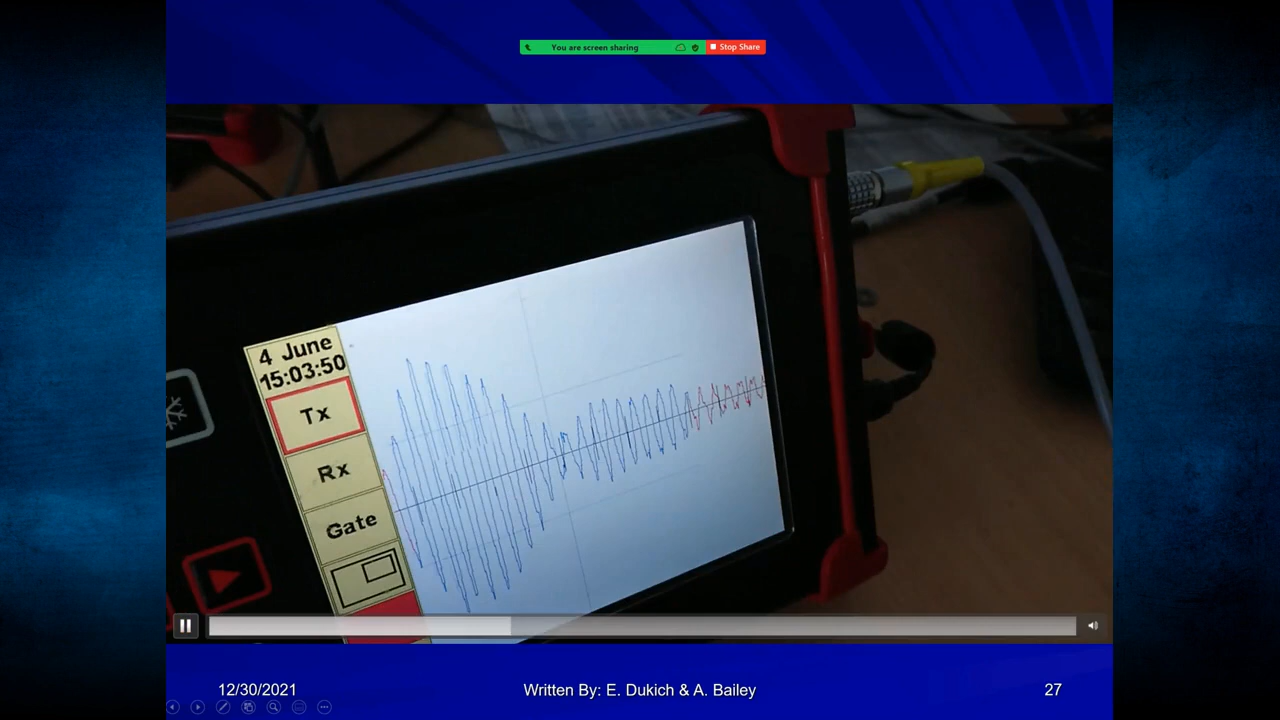 You are screen sharing
Stop Share
4 June
15:03:50
Tx
Rx
Gate
12/30/2021
Written By: E. Dukich & A. Bailey
27